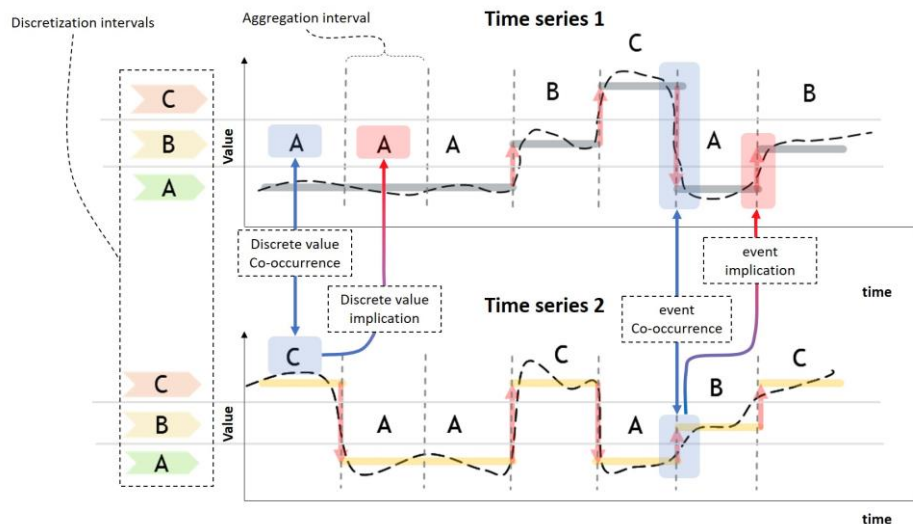 Discretization intervals
Aggregation interval
Time series 1
C
B
A
Value
A
A
A
B
C
A
B
time
Discrete value
Co-occurrence
Discrete value
implication
event
Co-occurrence
event
implication
Time series 2
C
B
A
Value
C
A
A
C
A
B
C
time